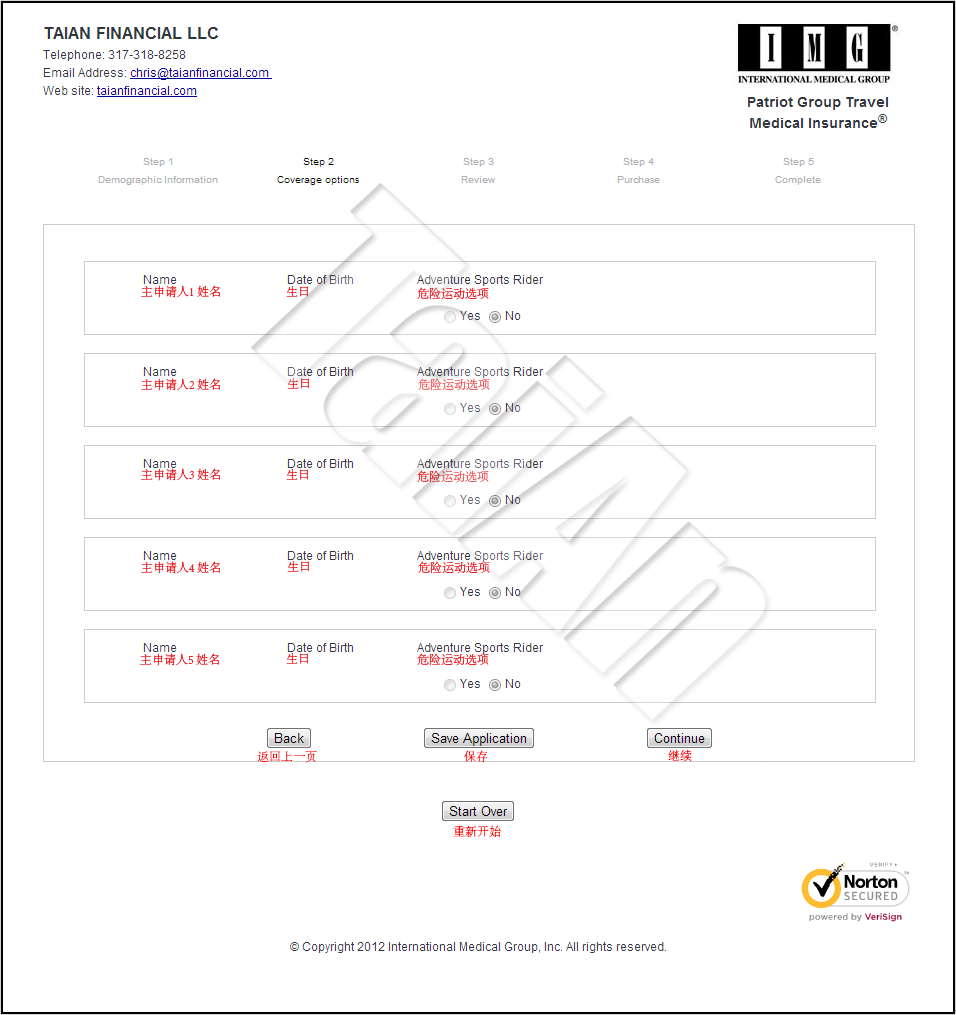 TAIAN FINANCIAL LLC
Telephone: 317-318-8258
Email Address: chris@taianfinancial.com
Web site: taianfinancial.com
I M G ®
INTERNATIONAL MEDICAL GROUP
Patriot Group Travel
Medical Insurance®
Step 1 Step 2 Step 3 Step 4 Step 5
Demographic Information Coverage options Review Purchase Complete
Name Date of Birth Adventure Sports Rider
主申请人1 姓名 生日 危险运动选项
Yes No
Name Date of Birth Adventure Sports Rider
主申请人2 姓名 生日 危险运动选项
Yes No
Name Date of Birth Adventure Sports Rider
主申请人3 姓名 生日 危险运动选项
Yes No
Name Date of Birth Adventure Sports Rider
主申请人4 姓名 生日 危险运动选项
Yes No
Name Date of Birth Adventure Sports Rider
主申请人5 姓名 生日 危险运动选项
Yes No
TaiAn
Back Save Application Continue
返回上一页 保存 继续
Start Over
重新开始
VERIFY
Norton
SECURED
powered by VeriSign
© Copyright 2012 International Medical Group, Inc. All rights reserved.